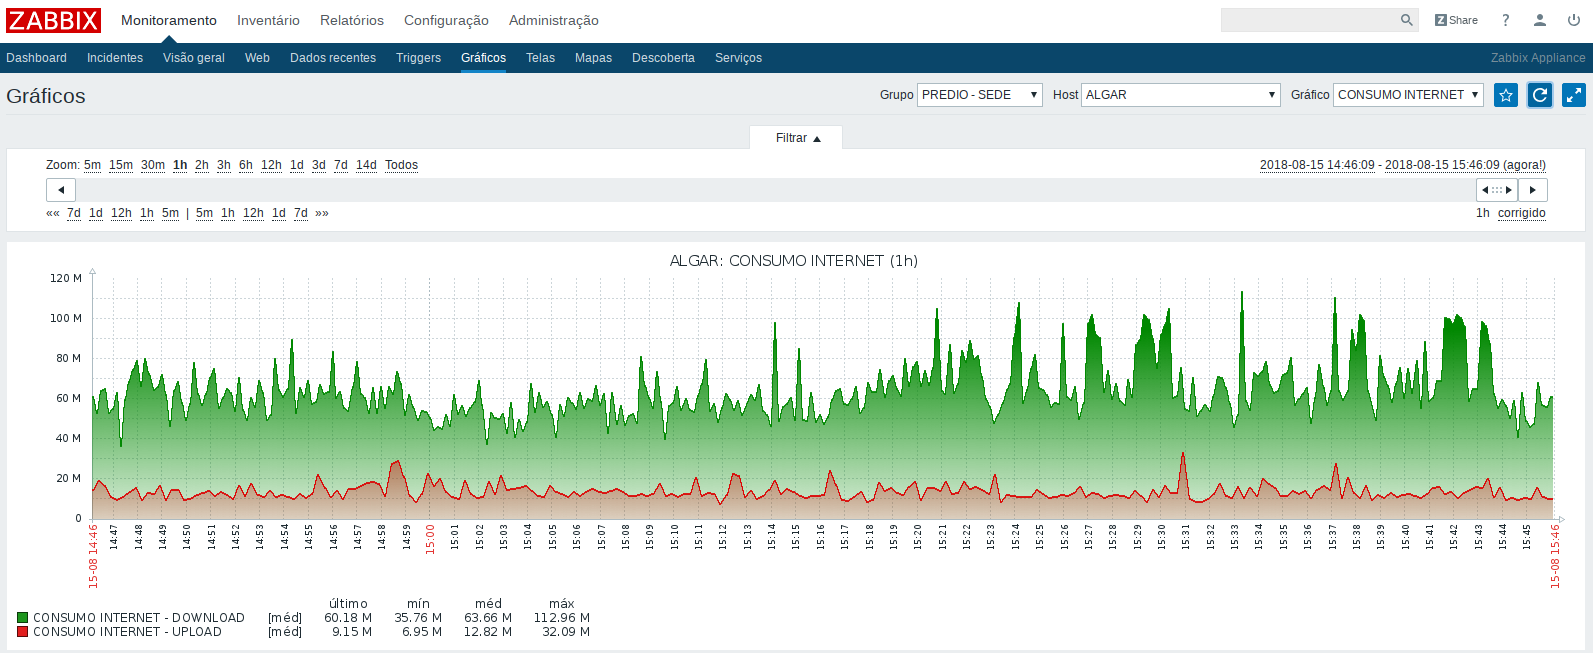 ZABBIX Monitoramento Inventário Relatórios Configuração Administração Z Share ?
Dashboard Incidentes Visão geral Web Dados recentes Triggers Gráficos Telas Mapas Descoberta Serviços Zabbix Appliance
Gráficos Grupo PREDIO - SEDE Host ALGAR Gráfico CONSUMO INTERNET
Filtrar
Zoom: 5m 15m 30m 1h 2h 3h 6h 12h 1d 3d 7d 14d Todos 2018-08-15 14:46:09 - 2018-08-15 15:46:09 (agora!)
«« 7d 1d 12h 1h 5m | 5m 1h 12h 1d 7d »» 1h corrigido
ALGAR: CONSUMO INTERNET (1h)
120 M
100 M
80 M
60 M
40 M
20 M
0
15-08 14:46 14:47 14:48 14:49 14:50 14:51 14:52 14:53 14:54 14:55 14:56 14:57 14:58 14:59 15:00 15:01 15:02 15:03 15:04 15:05 15:06 15:07 15:08 15:09 15:10 15:11 15:12 15:13 15:14 15:15 15:16 15:17 15:18 15:19 15:20 15:21 15:22 15:23 15:24 15:25 15:26 15:27 15:28 15:29 15:30 15:31 15:32 15:33 15:34 15:35 15:36 15:37 15:38 15:39 15:40 15:41 15:42 15:43 15:44 15:45 15-08 15:46
último mín méd máx
CONSUMO INTERNET - DOWNLOAD [méd] 60.18 M 35.76 M 63.66 M 112.96 M
CONSUMO INTERNET - UPLOAD [méd] 9.15 M 6.95 M 12.82 M 32.09 M